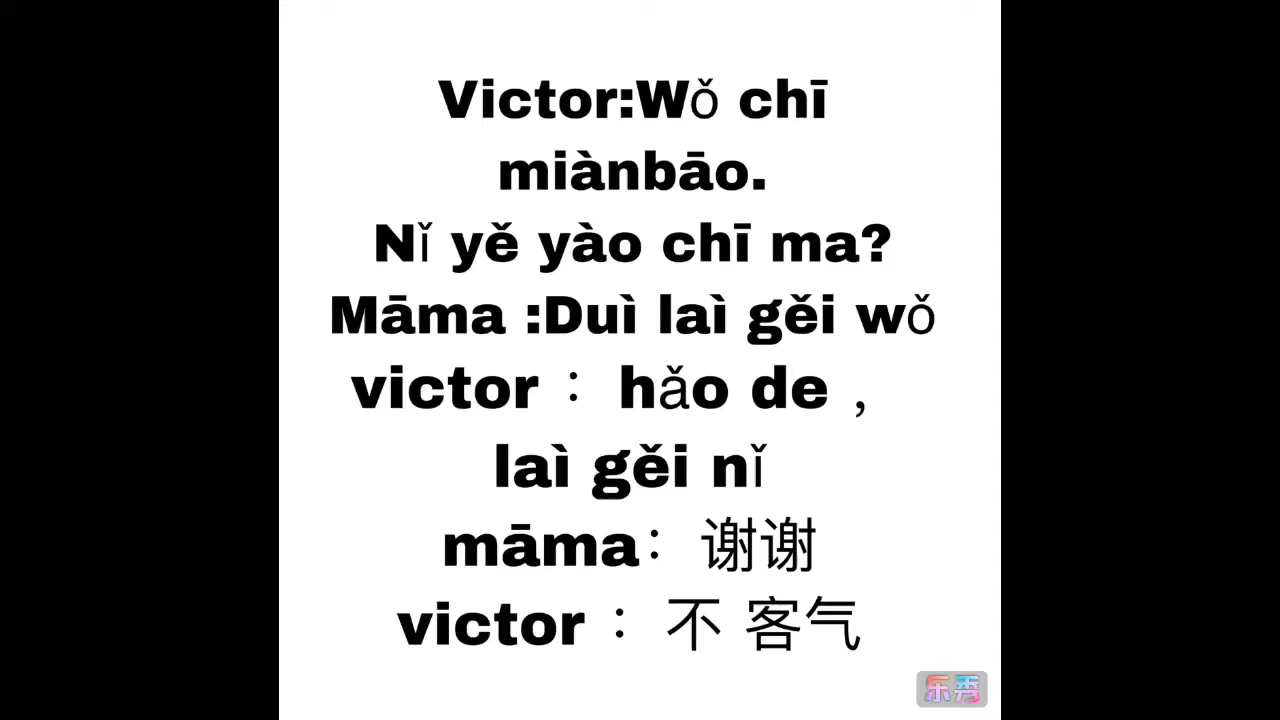 Victor:Wǒ chī
miànbāo.
Nǐ yě yào chī ma?
Māma :Duì laì gěi wǒ
victor ： hǎo de ，
laì gěi nǐ
māma： 谢谢
victor ： 不 客气
乐秀